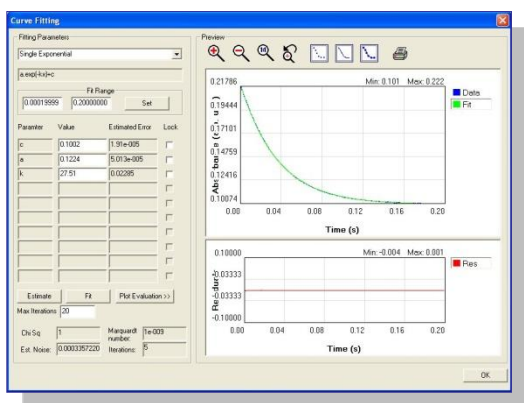 Curve Fitting
Fitting Parameters
Single Exponential
a.exp(-kx)+c
Fit Range
0.00019999 0.20000000 Set
Paramter Value Estimated Error Lock
c 0.1002 1.91e-005
a 0.1224 5.013e-005
k 27.51 0.02285
Estimate Fit Plot Evaluation >>
Max Iterations 20
Chi Sq 1 Marquardt number: 1e-009
Est. Noise: 0.0003357220 Iterations: 5
Preview
Min: 0.101 Max: 0.222
0.21786
0.19444
0.17101
0.14759
0.12416
0.10074
Absorbance (a. u.)
0.00 0.04 0.08 0.12 0.16 0.20
Time (s)
Data
Fit
Min: -0.004 Max: 0.001
0.10000
0.03333
-0.03333
-0.10000
Residuals
0.00 0.04 0.08 0.12 0.16 0.20
Time (s)
Res
OK